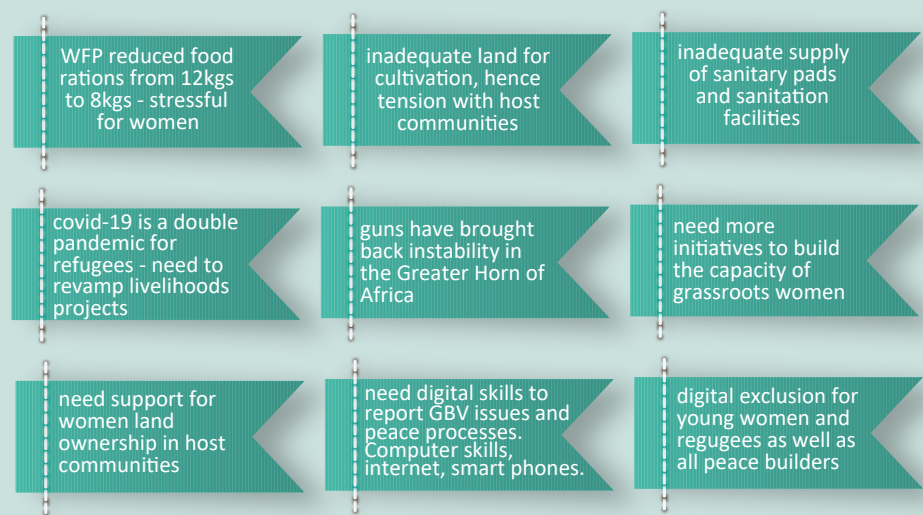 WFP reduced food
rations from 12kgs
to 8kgs - stressful
for women
inadequate land for
cultivation, hence
tension with host
communities
inadequate supply
of sanitary pads
and sanitation
facilities
covid-19 is a double
pandemic for
refugees - need to
revamp livelihoods
projects
guns have brought
back instability in
the Greater Horn of
Africa
need more
initiatives to build
the capacity of
grassroots women
need support for
women land
ownership in host
communities
need digital skills to
report GBV issues and
peace processes.
Computer skills,
internet, smart phones.
digital exclusion for
young women and
regugees as well as
all peace builders